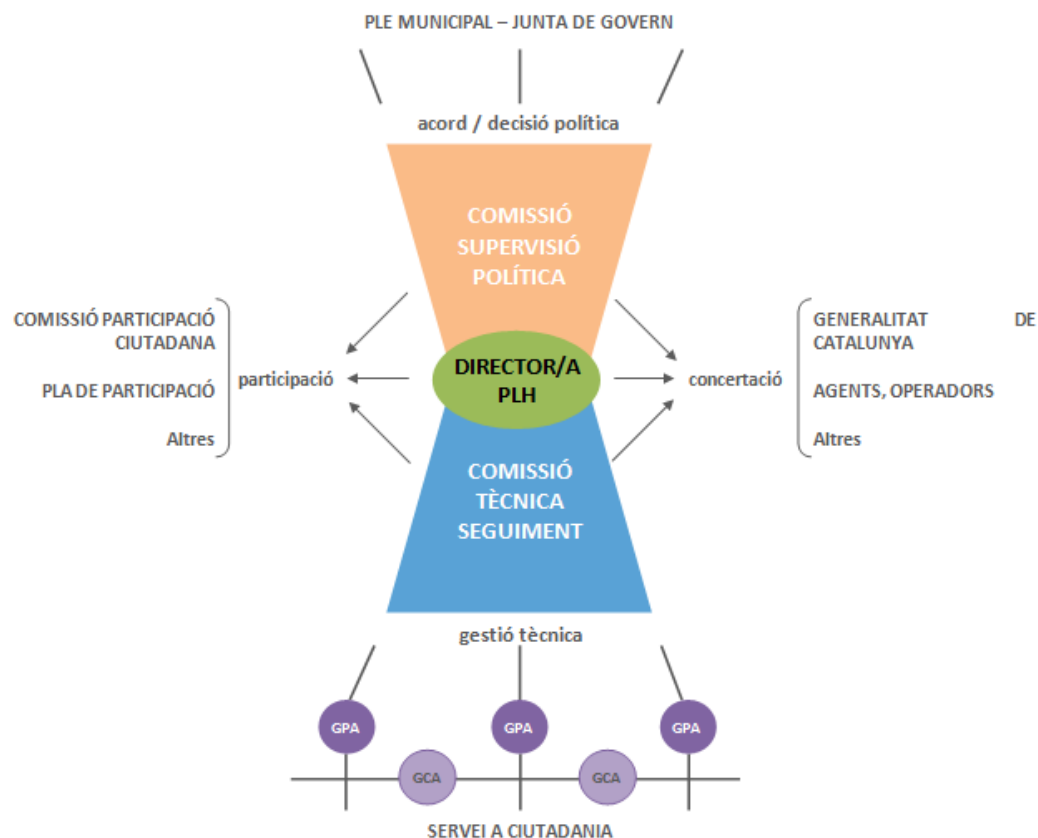 PLE MUNICIPAL – JUNTA DE GOVERN
acord / decisió política
COMISSIÓ
SUPERVISIÓ
POLÍTICA
COMISSIÓ PARTICIPACIÓ
CIUTADANA
PLA DE PARTICIPACIÓ
Altres
participació
DIRECTOR/A
PLH
concertació
GENERALITAT DE
CATALUNYA
AGENTS, OPERADORS
Altres
COMISSIÓ
TÈCNICA
SEGUIMENT
gestió tècnica
GPA
GPA
GPA
GCA
GCA
SERVEI A CIUTADANIA